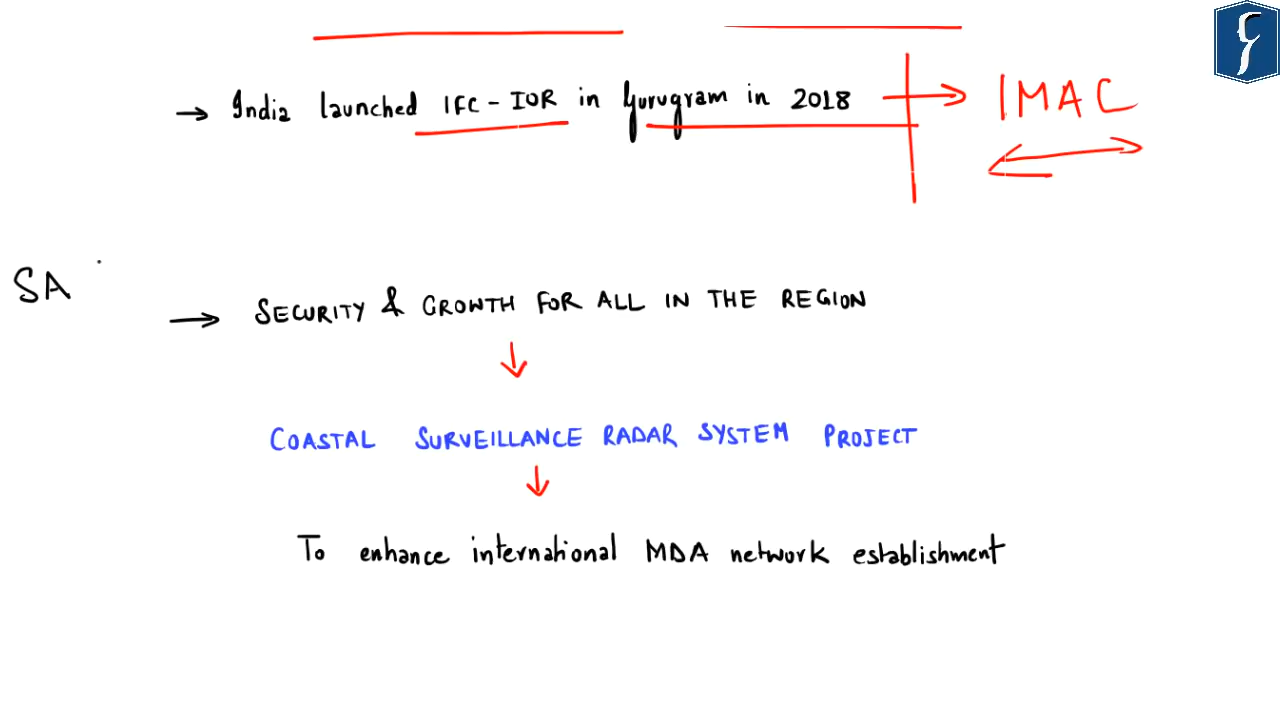 → India launched IFC - IOR in Gurugram in 2018 → IMAC
SA
→ SECURITY & GROWTH FOR ALL IN THE REGION
COASTAL SURVEILLANCE RADAR SYSTEM PROJECT
To enhance international MDA network establishment